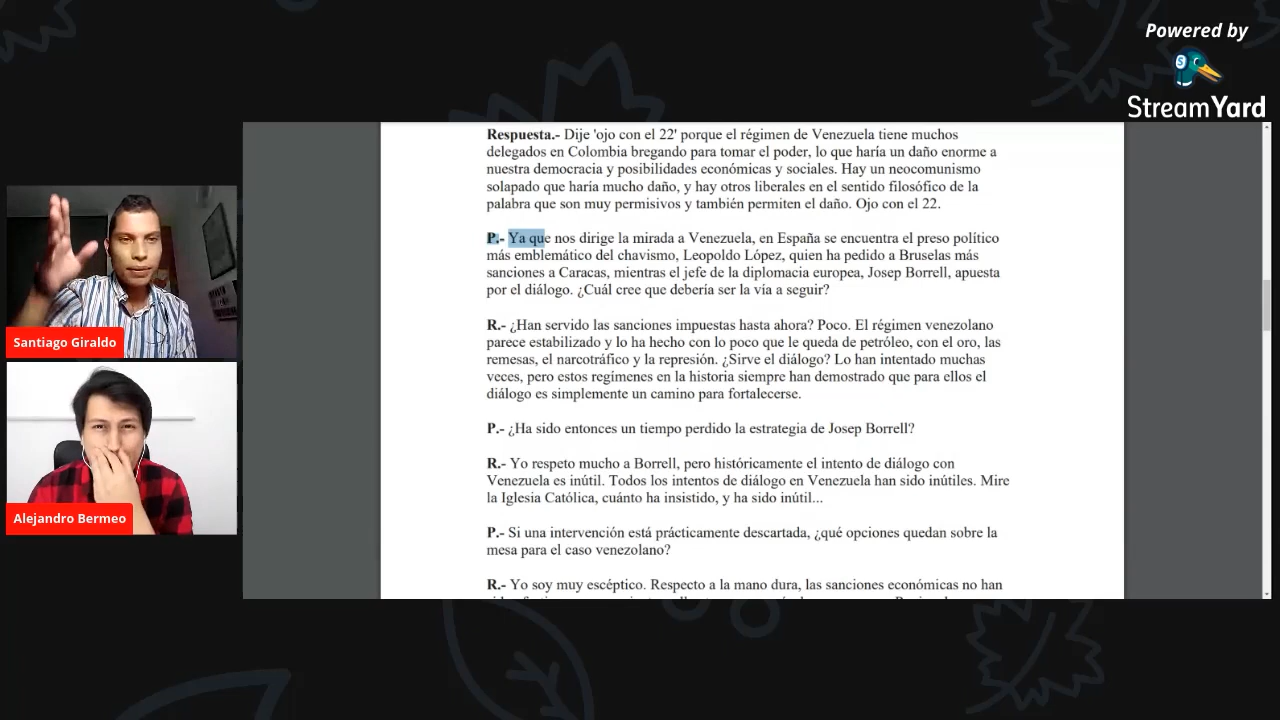 Powered by
StreamYard
Respuesta.- Dije 'ojo con el 22' porque el régimen de Venezuela tiene muchos
delegados en Colombia bregando para tomar el poder, lo que haría un daño enorme a
nuestra democracia y posibilidades económicas y sociales. Hay un neocomunismo
solapado que haría mucho daño, y hay otros liberales en el sentido filosófico de la
palabra que son muy permisivos y también permiten el daño. Ojo con el 22.
P.- Ya que nos dirige la mirada a Venezuela, en España se encuentra el preso político
más emblemático del chavismo, Leopoldo López, quien ha pedido a Bruselas más
sanciones a Caracas, mientras el jefe de la diplomacia europea, Josep Borrell, apuesta
por el diálogo. ¿Cuál cree que debería ser la vía a seguir?
R.- ¿Han servido las sanciones impuestas hasta ahora? Poco. El régimen venezolano
parece estabilizado y lo ha hecho con lo poco que le queda de petróleo, con el oro, las
remesas, el narcotráfico y la represión. ¿Sirve el diálogo? Lo han intentado muchas
veces, pero estos regímenes en la historia siempre han demostrado que para ellos el
diálogo es simplemente un camino para fortalecerse.
P.- ¿Ha sido entonces un tiempo perdido la estrategia de Josep Borrell?
R.- Yo respeto mucho a Borrell, pero históricamente el intento de diálogo con
Venezuela es inútil. Todos los intentos de diálogo en Venezuela han sido inútiles. Mire
la Iglesia Católica, cuánto ha insistido, y ha sido inútil...
P.- Si una intervención está prácticamente descartada, ¿qué opciones quedan sobre la
mesa para el caso venezolano?
R.- Yo soy muy escéptico. Respecto a la mano dura, las sanciones económicas no han
Santiago Giraldo
Alejandro Bermeo